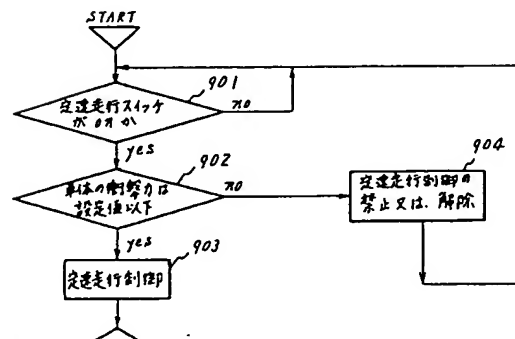 START
901
定速走行スイッチ
がonか
no
yes
902
車体の衝撃力は
設定値以下
no
904
定速走行制御の
禁止又は、解除
yes
903
定速走行制御